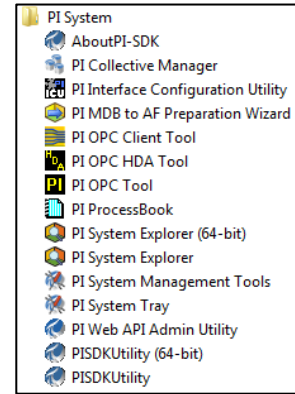 PI System
AboutPI-SDK
PI Collective Manager
PI Interface Configuration Utility
PI MDB to AF Preparation Wizard
PI OPC Client Tool
PI OPC HDA Tool
PI OPC Tool
PI ProcessBook
PI System Explorer (64-bit)
PI System Explorer
PI System Management Tools
PI System Tray
PI Web API Admin Utility
PISDKUtility (64-bit)
PISDKUtility